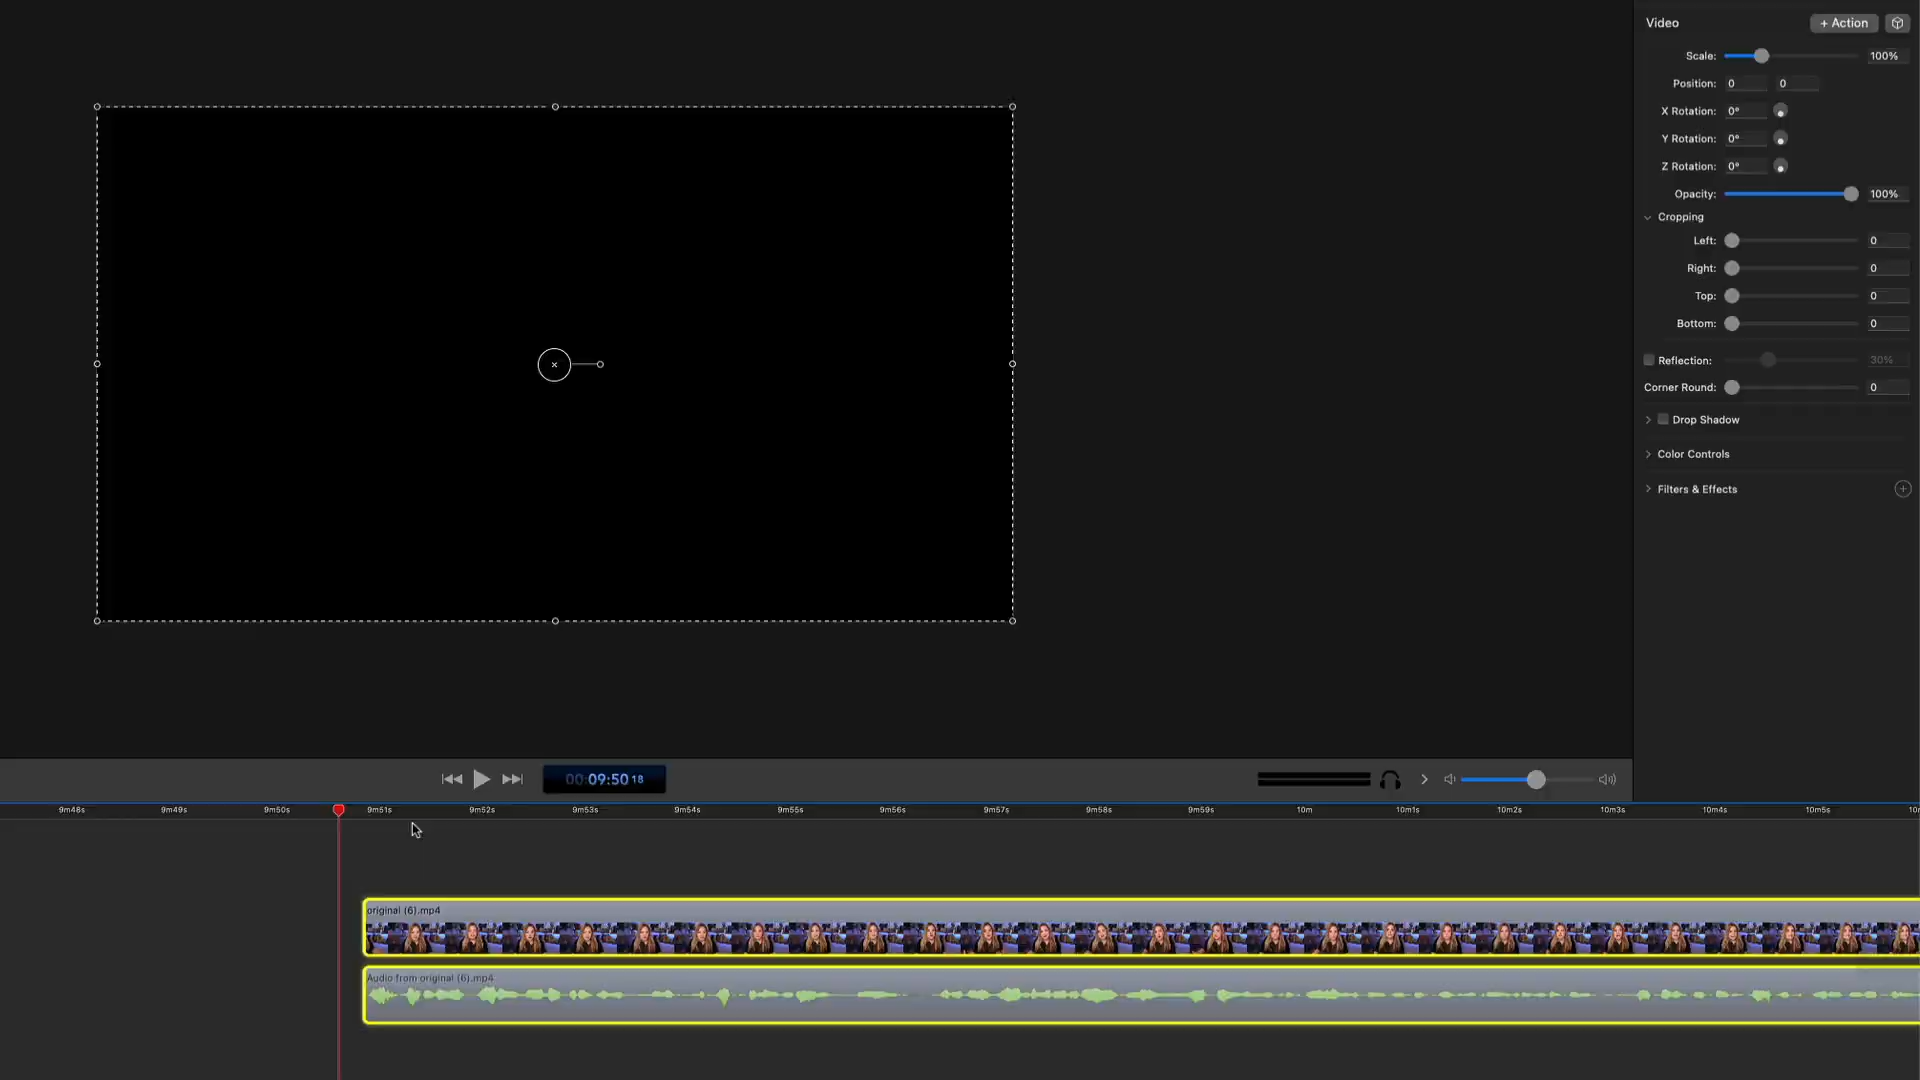 Video + Action
Scale: 100%
Position: 0 0
X Rotation: 0°
Y Rotation: 0°
Z Rotation: 0°
Opacity: 100%
Cropping
Left: 0
Right: 0
Top: 0
Bottom: 0
Reflection: 30%
Corner Round: 0
Drop Shadow
Color Controls
Filters & Effects
00:09:50 18
9m48s 9m49s 9m50s 9m51s 9m52s 9m53s 9m54s 9m55s 9m56s 9m57s 9m58s 9m59s 10m 10m1s 10m2s 10m3s 10m4s 10m5s
original (6).mp4
Audio from original (6).mp4